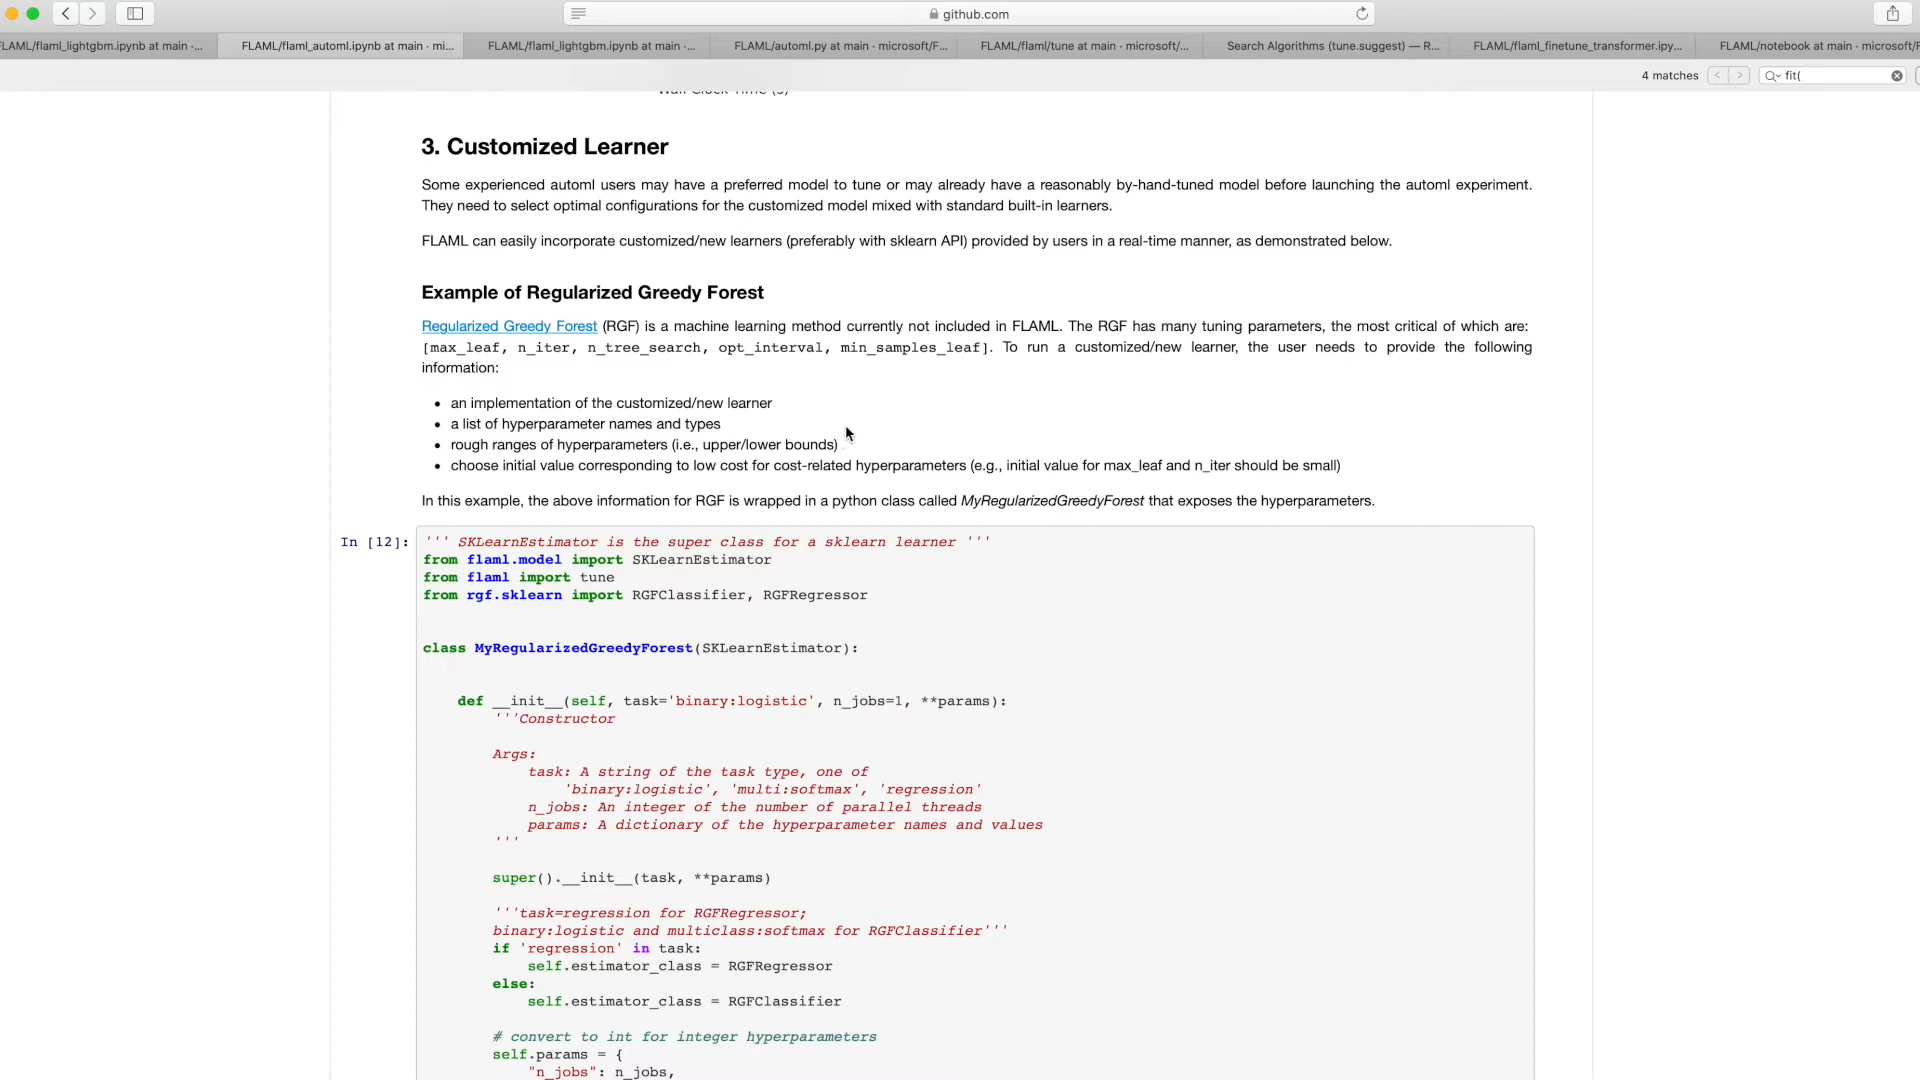 github.com
FLAML/flaml_lightgbm.ipynb at main ·...
FLAML/flaml_automl.ipynb at main · mi...
FLAML/flaml_lightgbm.ipynb at main ·...
FLAML/automl.py at main · microsoft/F...
FLAML/flaml/tune at main · microsoft/...
Search Algorithms (tune.suggest) — R...
FLAML/flaml_finetune_transformer.ipy...
FLAML/notebook at main · microsoft/F
4 matches
fit(
Wall Clock Time (s)
3. Customized Learner
Some experienced automl users may have a preferred model to tune or may already have a reasonably by-hand-tuned model before launching the automl experiment.
They need to select optimal configurations for the customized model mixed with standard built-in learners.
FLAML can easily incorporate customized/new learners (preferably with sklearn API) provided by users in a real-time manner, as demonstrated below.
Example of Regularized Greedy Forest
Regularized Greedy Forest (RGF) is a machine learning method currently not included in FLAML. The RGF has many tuning parameters, the most critical of which are:
[max_leaf, n_iter, n_tree_search, opt_interval, min_samples_leaf]. To run a customized/new learner, the user needs to provide the following
information:
• an implementation of the customized/new learner
• a list of hyperparameter names and types
• rough ranges of hyperparameters (i.e., upper/lower bounds)
• choose initial value corresponding to low cost for cost-related hyperparameters (e.g., initial value for max_leaf and n_iter should be small)
In this example, the above information for RGF is wrapped in a python class called MyRegularizedGreedyForest that exposes the hyperparameters.
In [12]:
''' SKLearnEstimator is the super class for a sklearn learner '''
from flaml.model import SKLearnEstimator
from flaml import tune
from rgf.sklearn import RGFClassifier, RGFRegressor
class MyRegularizedGreedyForest(SKLearnEstimator):
def __init__(self, task='binary:logistic', n_jobs=1, **params):
'''Constructor
Args:
task: A string of the task type, one of
'binary:logistic', 'multi:softmax', 'regression'
n_jobs: An integer of the number of parallel threads
params: A dictionary of the hyperparameter names and values
'''
super().__init__(task, **params)
'''task=regression for RGFRegressor;
binary:logistic and multiclass:softmax for RGFClassifier'''
if 'regression' in task:
self.estimator_class = RGFRegressor
else:
self.estimator_class = RGFClassifier
# convert to int for integer hyperparameters
self.params = {
"n_jobs": n_jobs,